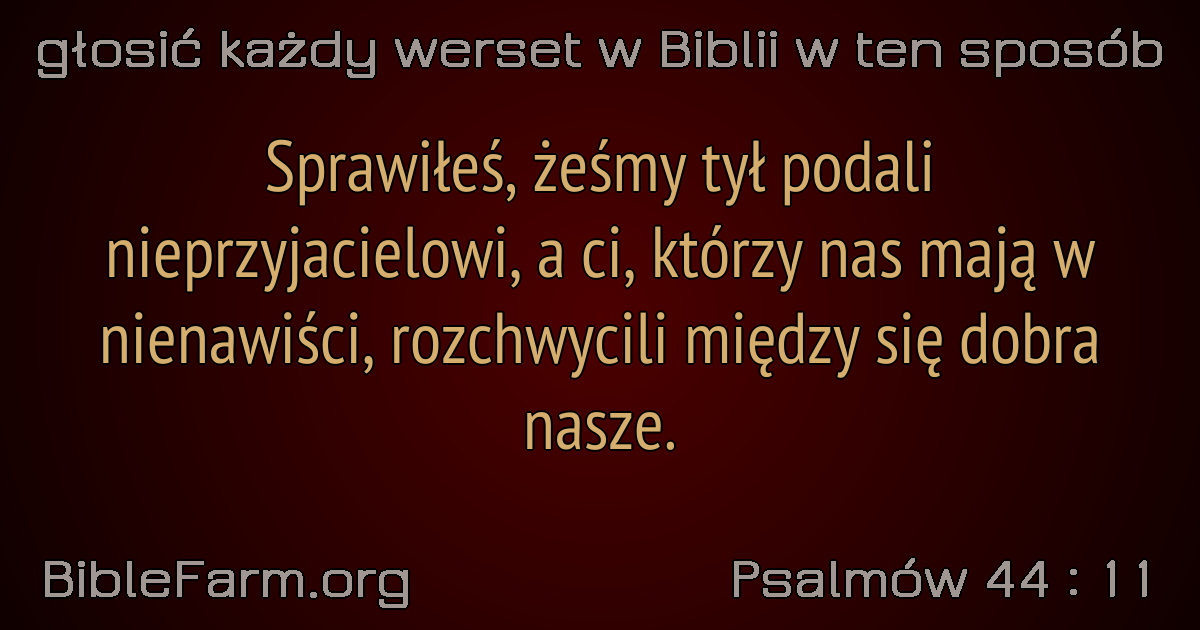 głosić każdy werset w Biblii w ten sposób
Sprawiłeś, żeśmy tył podali
nieprzyjacielowi, a ci, którzy nas mają w
nienawiści, rozchwycili między się dobra
nasze.
BibleFarm.org
Psalmów 44 : 11